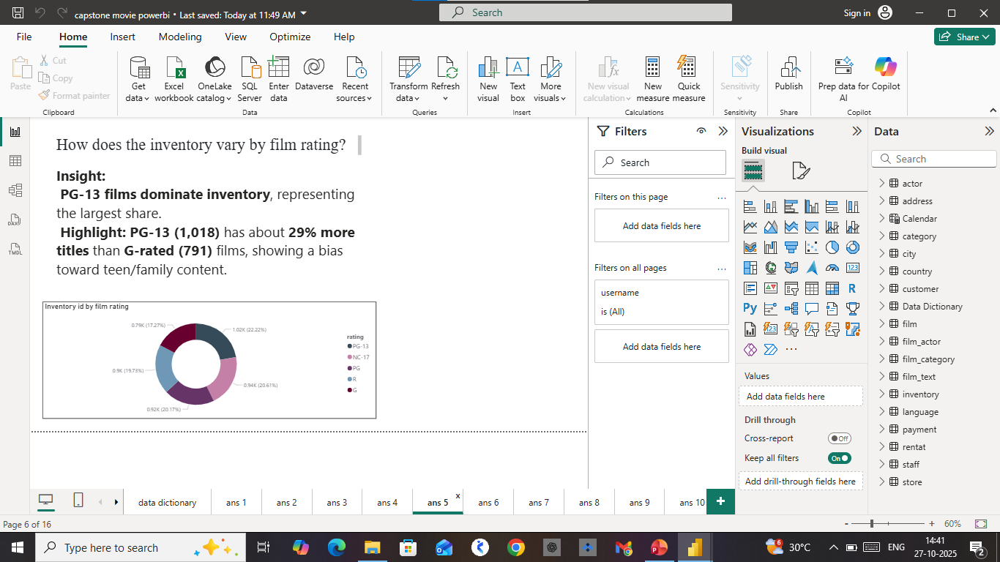 capstone movie powerbi • Last saved: Today at 11:49 AM
Search
Sign in
File
Home
Insert
Modeling
View
Optimize
Help
Share
Paste
Cut
Copy
Format painter
Clipboard
Get data
Excel workbook
OneLake catalog
SQL Server
Enter data
Dataverse
Recent sources
Data
Transform data
Refresh
Queries
New visual
Text box
More visuals
Insert
New visual calculation
New measure
Quick measure
Calculations
Sensitivity
Sensitivity
Publish
Share
Prep data for AI
Copilot
Copilot
How does the inventory vary by film rating?
Insight:
PG-13 films dominate inventory, representing
the largest share.
Highlight: PG-13 (1,018) has about 29% more
titles than G-rated (791) films, showing a bias
toward teen/family content.
Inventory id by film rating
0.79K (17.27%)
1.02K (22.22%)
0.9K (19.73%)
0.94K (20.61%)
0.92K (20.17%)
rating
PG-13
NC-17
PG
R
G
Filters
Search
Filters on this page
Add data fields here
Filters on all pages
username
is (All)
Add data fields here
Visualizations
Build visual
123
R
Py
123
Values
Add data fields here
Drill through
Cross-report
Off
Keep all filters
On
Add drill-through fields here
Data
Search
actor
address
Calendar
category
city
country
customer
Data Dictionary
film
film_actor
film_category
film_text
inventory
language
payment
rentat
staff
store
DAX
TMDL
data dictionary
ans 1
ans 2
ans 3
ans 4
ans 5
x
ans 6
ans 7
ans 8
ans 9
ans 10
+
Page 6 of 16
- + 60%
Type here to search
6
30°C
ENG
14:41
27-10-2025
2